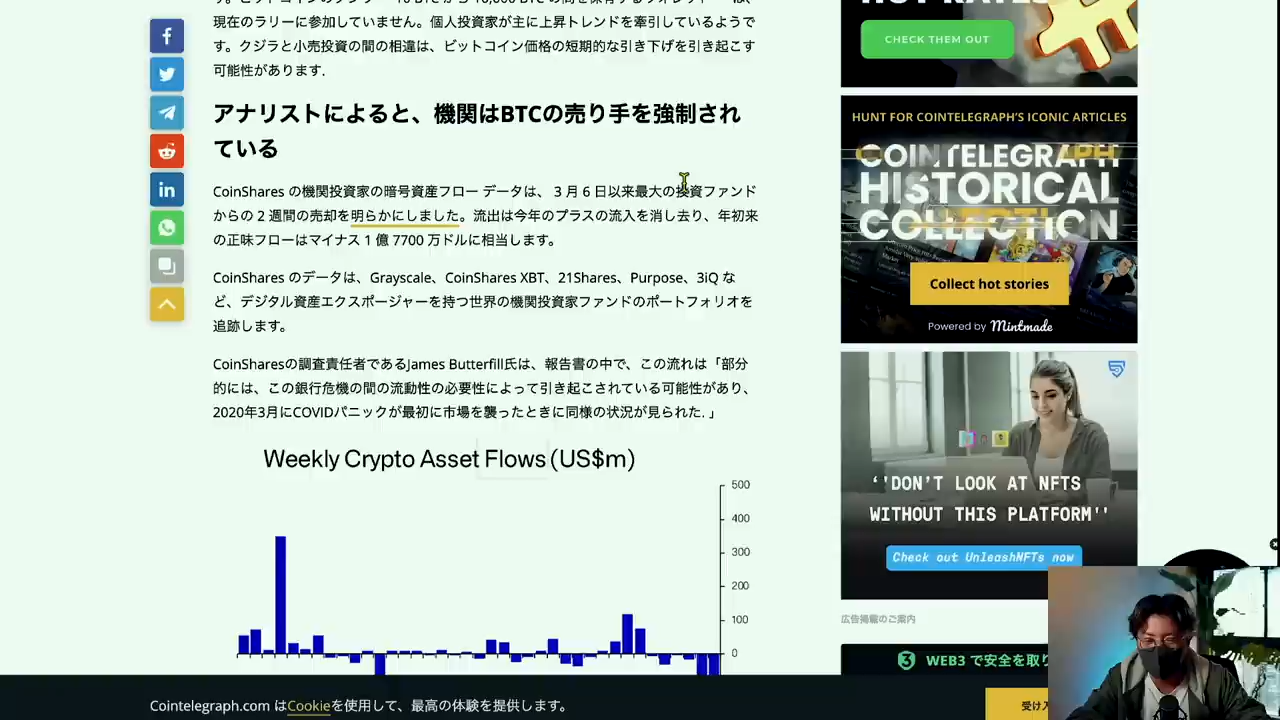 現在のラリーに参加していません。個人投資家が主に上昇トレンドを牽引しているようで
す。クジラと小売投資の間の相違は、ビットコイン価格の短期的な引き下げを引き起こす
可能性があります.
アナリストによると、機関はBTCの売り手を強制され
ている
CoinShares の機関投資家の暗号資産フロー データは、 3 月 6 日以来最大の投資ファンド
からの 2 週間の売却を明らかにしました。流出は今年のプラスの流入を消し去り、年初来
の正味フローはマイナス 1 億 7700 万ドルに相当します。
CoinShares のデータは、Grayscale、CoinShares XBT、21Shares、Purpose、3iQ な
ど、デジタル資産エクスポージャーを持つ世界の機関投資家ファンドのポートフォリオを
追跡します。
CoinSharesの調査責任者であるJames Butterfill氏は、報告書の中で、この流れは「部分
的には、この銀行危機の間の流動性の必要性によって引き起こされている可能性があり、
2020年3月にCOVIDパニックが最初に市場を襲ったときに同様の状況が見られた. 」
Weekly Crypto Asset Flows (US$m)
500
400
300
200
100
0
CHECK THEM OUT
HUNT FOR COINTELEGRAPH'S ICONIC ARTICLES
COINTELEGRAPH
HISTORICAL
COLLECTION
Collect hot stories
Powered by Mintmade
''DON'T LOOK AT NFTS
WITHOUT THIS PLATFORM''
Check out UnleashNFTs now
広告掲載のご案内
WEB3 で安全を取り
Cointelegraph.com はCookieを使用して、最高の体験を提供します。
受け入